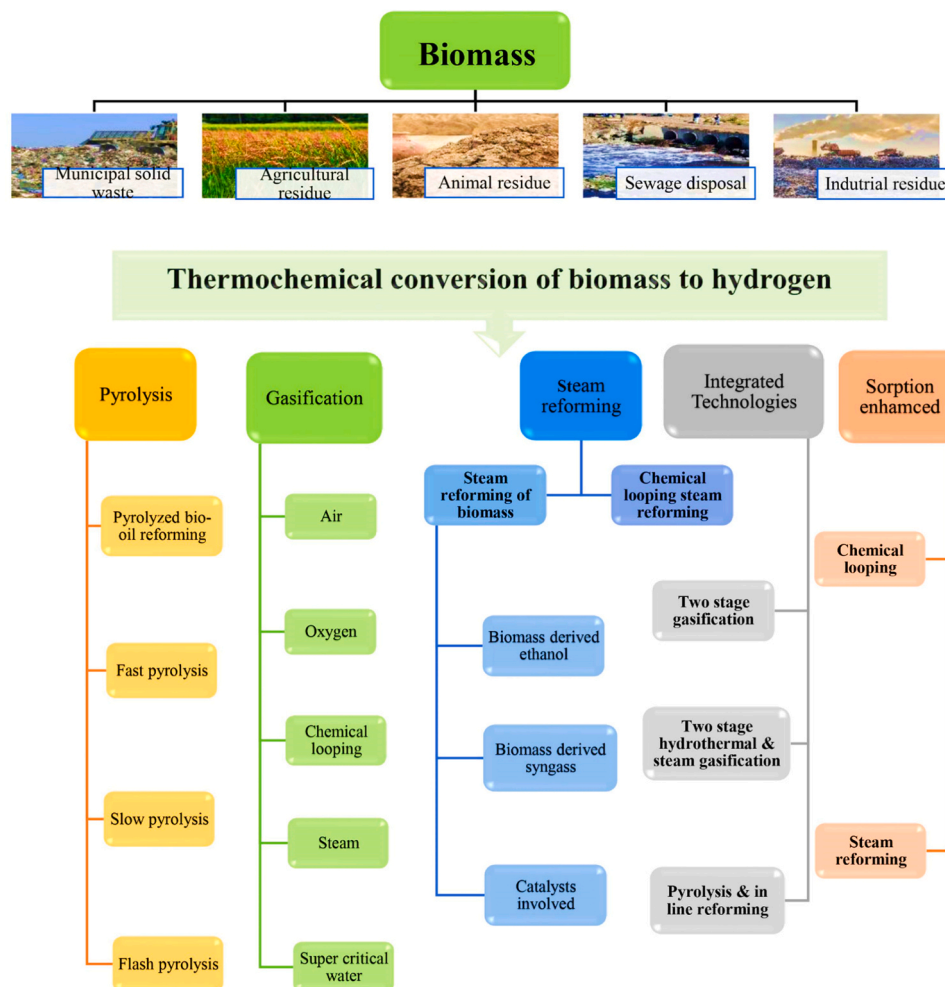 Biomass
Municipal solid
waste
Agricultural
residue
Animal residue
Sewage disposal
Indutrial residue
Thermochemical conversion of biomass to hydrogen
Pyrolysis
Pyrolyzed bio-
oil reforming
Fast pyrolysis
Slow pyrolysis
Flash pyrolysis
Gasification
Air
Oxygen
Chemical
looping
Steam
Super critical
water
Steam
reforming
Steam
reforming of
biomass
Chemical
looping steam
reforming
Biomass derived
ethanol
Biomass derived
syngass
Catalysts
involved
Integrated
Technologies
Two stage
gasification
Two stage
hydrothermal &
steam gasification
Pyrolysis & in
line reforming
Sorption
enhamced
Chemical
looping
Steam
reforming